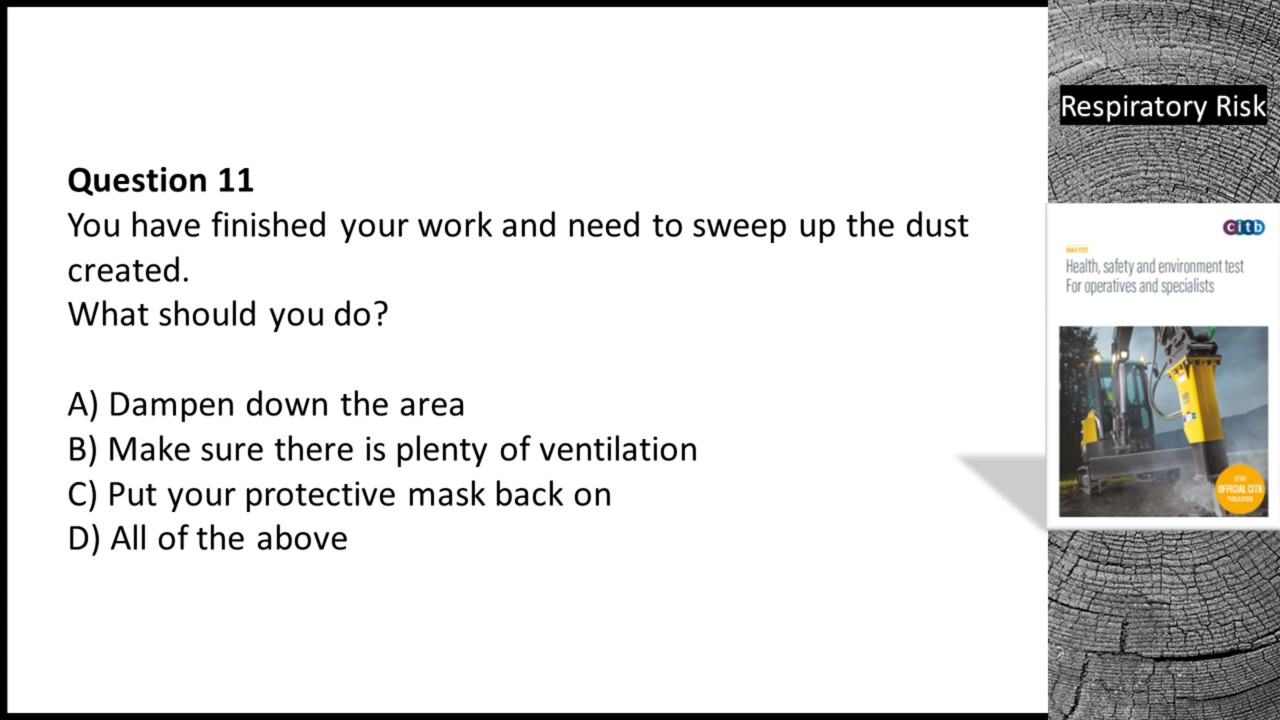 Question 11
You have finished your work and need to sweep up the dust
created.
What should you do?
A) Dampen down the area
B) Make sure there is plenty of ventilation
C) Put your protective mask back on
D) All of the above
Respiratory Risk
citb
Health, safety and environment test
For operatives and specialists
OFFICIAL CITB
PUBLICATION